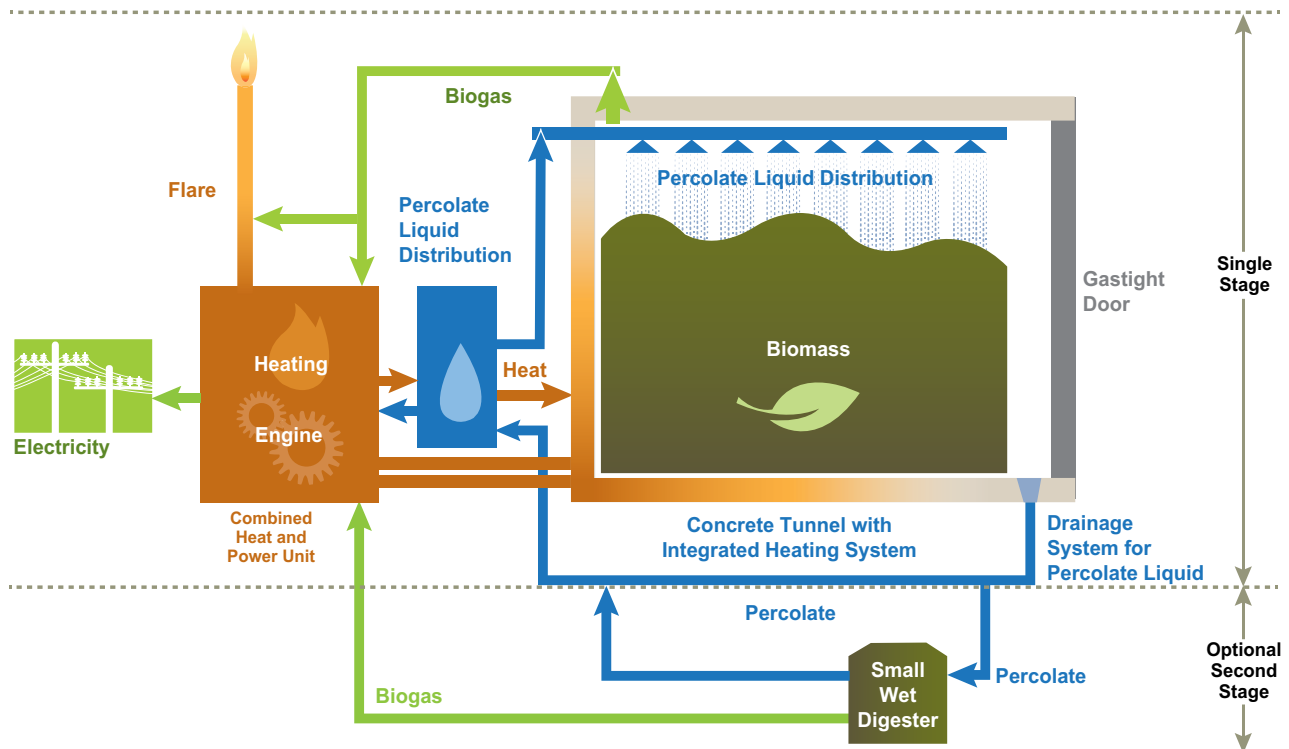 Biogas
Flare
Percolate
Liquid
Distribution
Percolate Liquid Distribution
Single
Stage
Gastight
Door
Heating
Engine
Heat
Biomass
Electricity
Combined
Heat and
Power Unit
Concrete Tunnel with
Integrated Heating System
Drainage
System for
Percolate Liquid
Percolate
Small
Wet
Digester
Percolate
Biogas
Optional
Second
Stage